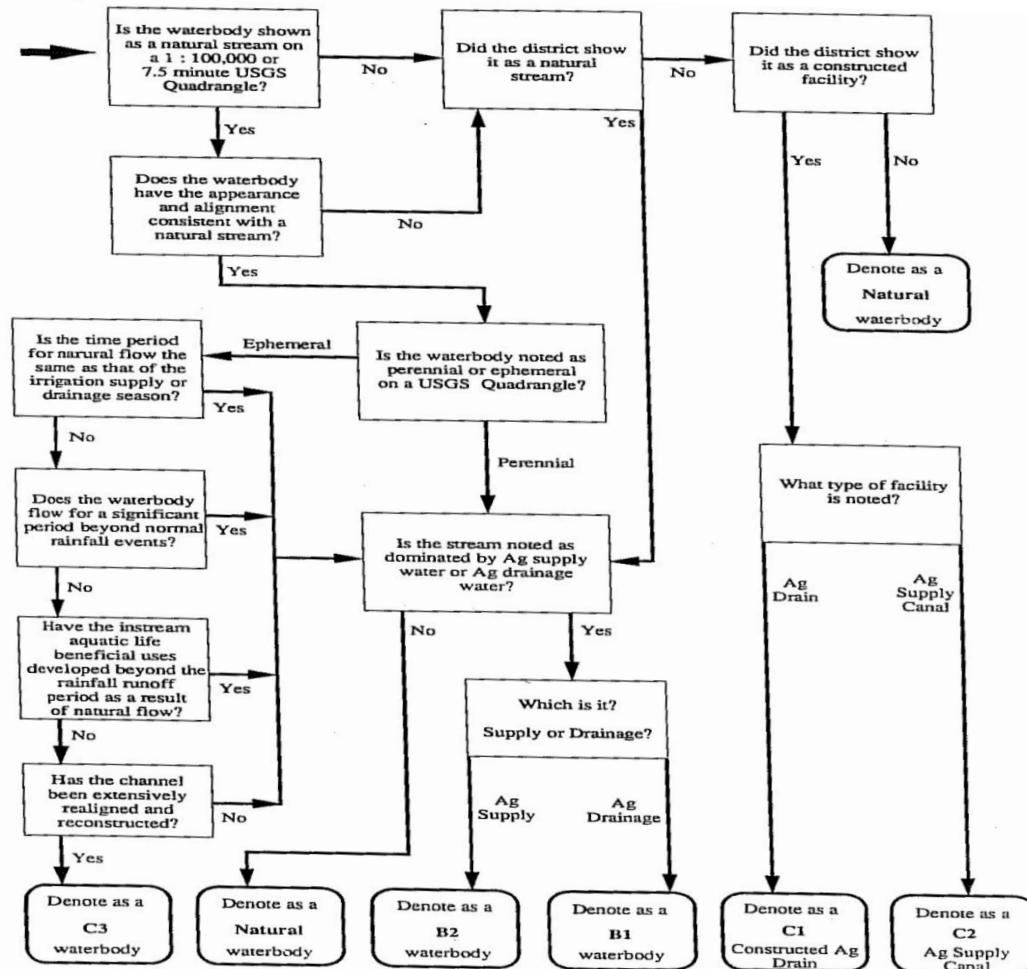 Is the waterbody shown
as a natural stream on
a 1 : 100,000 or
7.5 minute USGS
Quadrangle?
No
Did the district show
it as a natural
stream?
No
Did the district show
it as a constructed
facility?
Yes
Yes
Yes
No
Does the waterbody
have the appearance
and alignment
consistent with a
natural stream?
No
Yes
Denote as a
Natural
waterbody
Is the time period
for natural flow the
same as that of the
irrigation supply or
drainage season?
Ephemeral
Is the waterbody noted as
perennial or ephemeral
on a USGS Quadrangle?
Yes
No
Perennial
What type of facility
is noted?
Does the waterbody
flow for a significant
period beyond normal
rainfall events?
Yes
No
Is the stream noted as
dominated by Ag supply
water or Ag drainage
water?
Ag
Drain
Ag
Supply
Canal
No
Yes
Have the instream
aquatic life
beneficial uses
developed beyond the
rainfall runoff
period as a result
of natural flow?
Yes
No
Which is it?
Supply or Drainage?
Has the channel
been extensively
realigned and
reconstructed?
No
Yes
Ag
Supply
Ag
Drainage
Denote as a
C3
waterbody
Denote as a
Natural
waterbody
Denote as a
B2
waterbody
Denote as a
B1
waterbody
Denote as a
C1
Constructed Ag
Drain
Denote as a
C2
Ag Supply
Canal